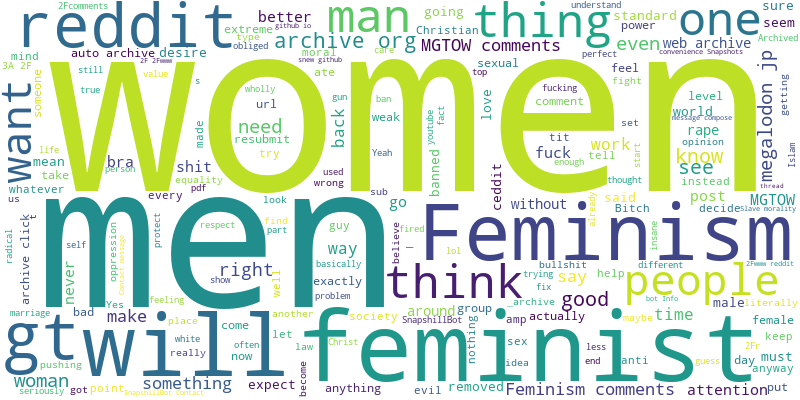 2Fcomments
reddit
man
thing
one
understand
sure
seem
extreme
better
going
Christian
standard
power
type
github io
auto archive
desire
archive org
MGTOW comments
even
web archive
Archived
obliged
moral
care
mind
3A 2F
still
true
2F 2Fwww
value
snem github
ate
sexual
top
perfect
feel
fight
convenience Snapshots
want
someone
s
women
wholly
gun
ban
fucking
comment
level
world
megalodon jp
getting
url
made
need
resubmit
back
weak
youtube
fact
love
set
message compose
rape
opinion
Islam
try
Yeah
tit
work
know
life
mean
take
bra
person
shit
equality
pdf
used
wrong
banned
fuck
tell
see
enough
start
instead
thread
whatever
every
look
sub
go
ceddit
thought
post
MGTOW
us
t
men
find
part
guy
believe
without
said
already
Bitch
decide
Slave morality
radical
archive click
self
oppression
protect
respect
way
—
fired
lol
Feminism
insane
2Fwww reddit
never
Yes
Contact message
feeling
right
show
well
basically
exactly
problem
think
bullshit
trying
fix
say
different
help
people
bot Info
male
literally
marriage
bad
make
place
another
society
around
_archive
good
group
time
maybe
female
gt
will
white
really
come
often
now
let
law
Christ
SnapshillBot
amp
actually
nothing
feminist
2Fr
keep
pushing
woman
seriously
something
got
point
SnapshillBot Contact
expect
become
anything
evil
removed
sex
idea
less
end
anti
guess
day
must
anyway
Feminism comments
attention
put